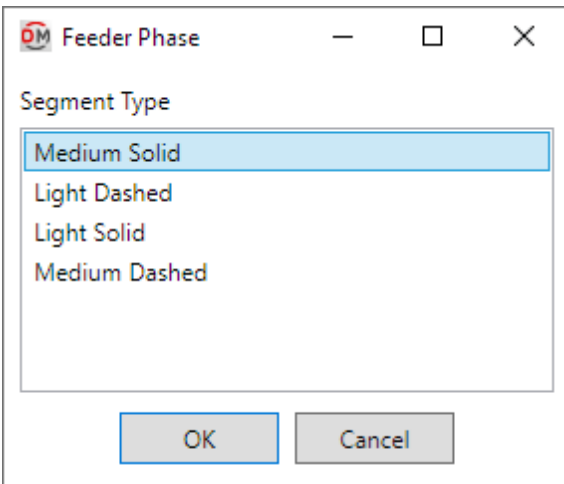 DM Feeder Phase
Segment Type
Medium Solid
Light Dashed
Light Solid
Medium Dashed
OK Cancel